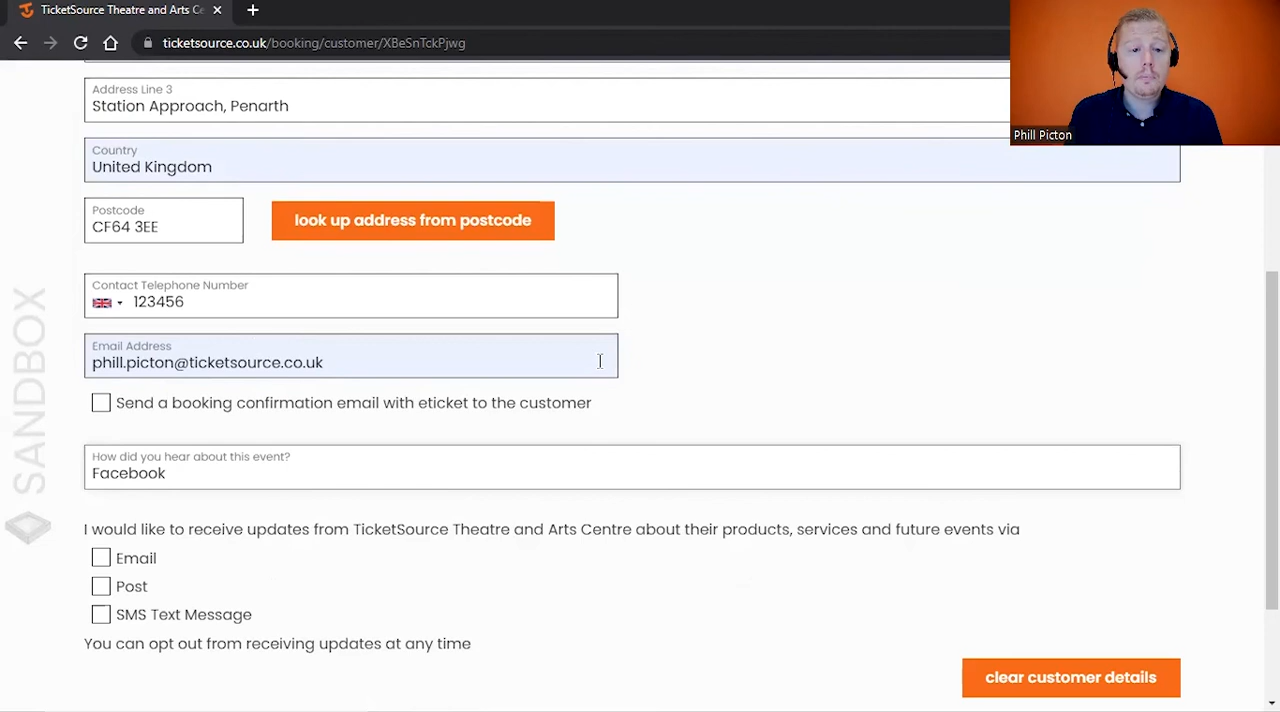 TicketSource Theatre and Arts Ce
ticketsource.co.uk/booking/customer/XBeSnTckPjwg
Phill Picton
Address Line 3
Station Approach, Penarth
Country
United Kingdom
Postcode
CF64 3EE
look up address from postcode
Contact Telephone Number
123456
Email Address
phill.picton@ticketsource.co.uk
Send a booking confirmation email with eticket to the customer
How did you hear about this event?
Facebook
I would like to receive updates from TicketSource Theatre and Arts Centre about their products, services and future events via
Email
Post
SMS Text Message
You can opt out from receiving updates at any time
clear customer details
SANDBOX